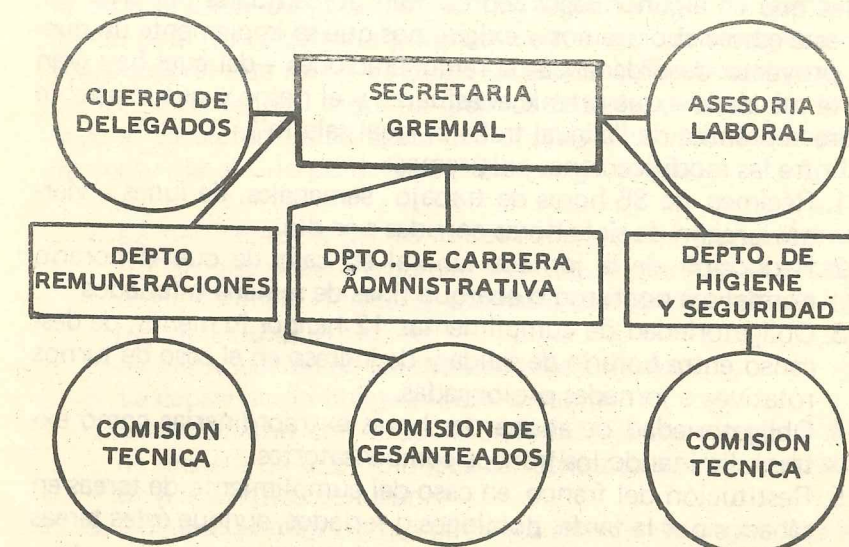 CUERPO DE
DELEGADOS
SECRETARIA
GREMIAL
ASESORIA
LABORAL
DEPTO
REMUNERACIONES
DPTO. DE CARRERA
ADMNISTRATIVA
DEPTO. DE
HIGIENE
Y SEGURIDAD
COMISION
TECNICA
COMISION DE
CESANTEADOS
COMISION
TECNICA